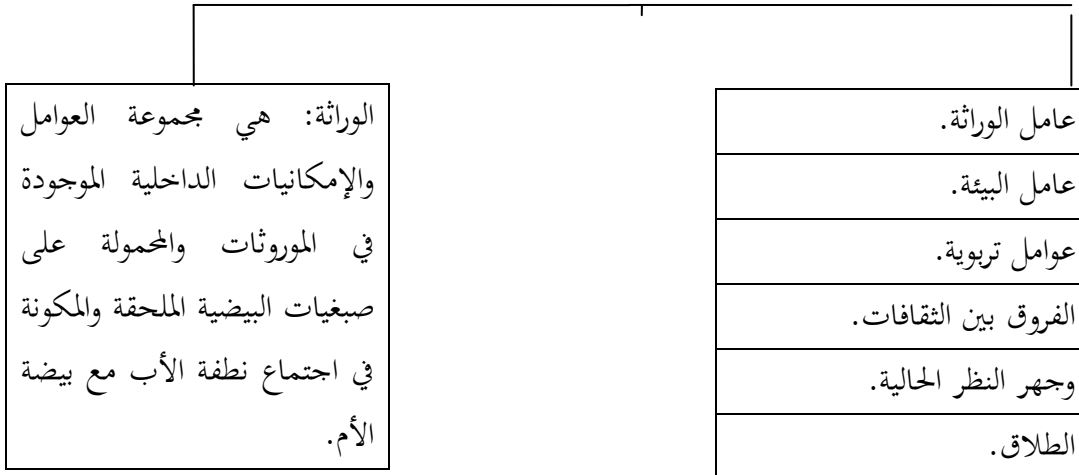 عامل الوراثة.
عامل البيئة.
عوامل تربوية.
الفروق بين الثقافات.
وجهر النظر الحالية.
الطلاق.
الوراثة: هي مجموعة العوامل
والإمكانيات الداخلية الموجودة
في الموروثات والمحمولة على
صبغيات البيضية الملحقة والمكونة
في اجتماع نطفة الأب مع بيضة
الأم.